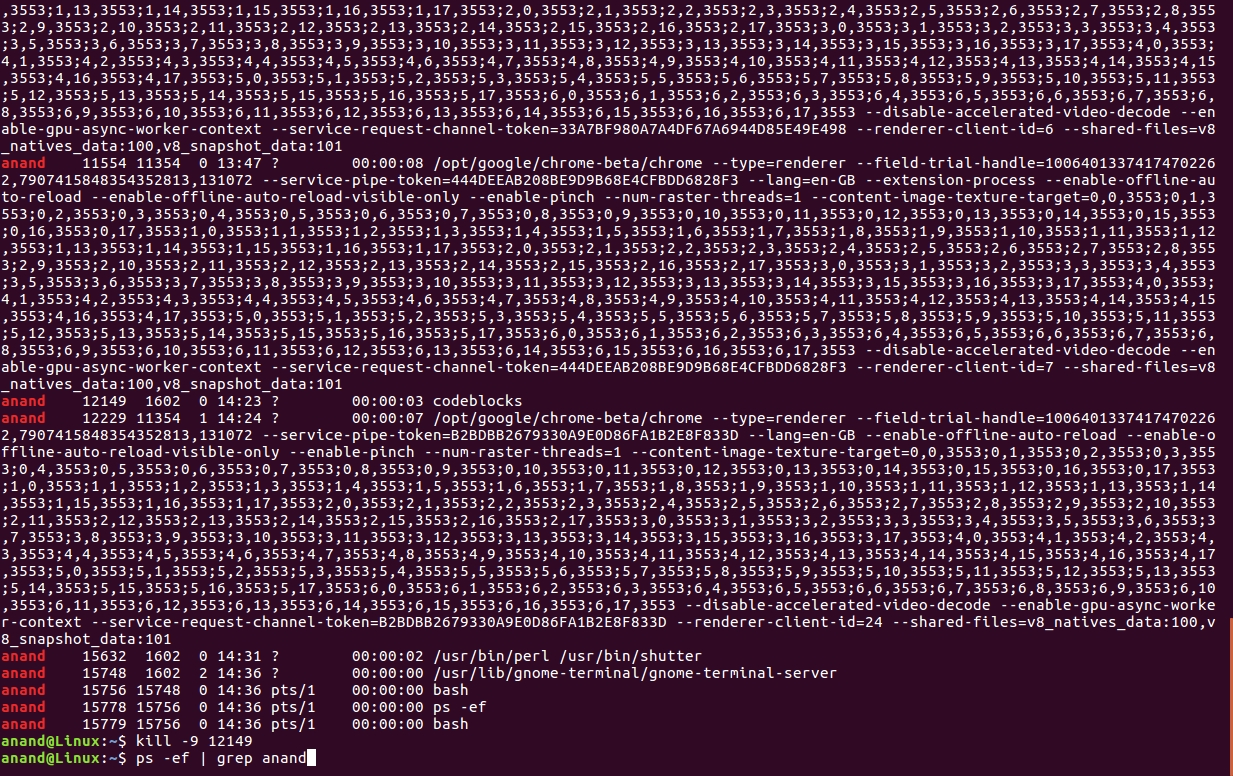 ,3553;1,13,3553;1,14,3553;1,15,3553;1,16,3553;1,17,3553;2,0,3553;2,1,3553;2,2,3553;2,3,3553;2,4,3553;2,5,3553;2,6,3553;2,7,3553;2,8,355
3;2,9,3553;2,10,3553;2,11,3553;2,12,3553;2,13,3553;2,14,3553;2,15,3553;2,16,3553;2,17,3553;3,0,3553;3,1,3553;3,2,3553;3,3,3553;3,4,3553
;3,5,3553;3,6,3553;3,7,3553;3,8,3553;3,9,3553;3,10,3553;3,11,3553;3,12,3553;3,13,3553;3,14,3553;3,15,3553;3,16,3553;3,17,3553;4,0,3553;
4,1,3553;4,2,3553;4,3,3553;4,4,3553;4,5,3553;4,6,3553;4,7,3553;4,8,3553;4,9,3553;4,10,3553;4,11,3553;4,12,3553;4,13,3553;4,14,3553;4,15
,3553;4,16,3553;4,17,3553;5,0,3553;5,1,3553;5,2,3553;5,3,3553;5,4,3553;5,5,3553;5,6,3553;5,7,3553;5,8,3553;5,9,3553;5,10,3553;5,11,3553
;5,12,3553;5,13,3553;5,14,3553;5,15,3553;5,16,3553;5,17,3553;6,0,3553;6,1,3553;6,2,3553;6,3,3553;6,4,3553;6,5,3553;6,6,3553;6,7,3553;6,
8,3553;6,9,3553;6,10,3553;6,11,3553;6,12,3553;6,13,3553;6,14,3553;6,15,3553;6,16,3553;6,17,3553 --disable-accelerated-video-decode --en
able-gpu-async-worker-context --service-request-channel-token=33A7BF980A7A4DF67A6944D85E49E498 --renderer-client-id=6 --shared-files=v8
_natives_data:100,v8_snapshot_data:101
anand 11554 11354 0 13:47 ? 00:00:08 /opt/google/chrome-beta/chrome --type=renderer --field-trial-handle=1006401337417470226
2,7907415848354352813,131072 --service-pipe-token=444DEEAB208BE9D9B68E4CFBDD6828F3 --lang=en-GB --extension-process --enable-offline-au
to-reload --enable-offline-auto-reload-visible-only --enable-pinch --num-raster-threads=1 --content-image-texture-target=0,0,3553;0,1,3
553;0,2,3553;0,3,3553;0,4,3553;0,5,3553;0,6,3553;0,7,3553;0,8,3553;0,9,3553;0,10,3553;0,11,3553;0,12,3553;0,13,3553;0,14,3553;0,15,3553
;0,16,3553;0,17,3553;1,0,3553;1,1,3553;1,2,3553;1,3,3553;1,4,3553;1,5,3553;1,6,3553;1,7,3553;1,8,3553;1,9,3553;1,10,3553;1,11,3553;1,12
,3553;1,13,3553;1,14,3553;1,15,3553;1,16,3553;1,17,3553;2,0,3553;2,1,3553;2,2,3553;2,3,3553;2,4,3553;2,5,3553;2,6,3553;2,7,3553;2,8,355
3;2,9,3553;2,10,3553;2,11,3553;2,12,3553;2,13,3553;2,14,3553;2,15,3553;2,16,3553;2,17,3553;3,0,3553;3,1,3553;3,2,3553;3,3,3553;3,4,3553
;3,5,3553;3,6,3553;3,7,3553;3,8,3553;3,9,3553;3,10,3553;3,11,3553;3,12,3553;3,13,3553;3,14,3553;3,15,3553;3,16,3553;3,17,3553;4,0,3553;
4,1,3553;4,2,3553;4,3,3553;4,4,3553;4,5,3553;4,6,3553;4,7,3553;4,8,3553;4,9,3553;4,10,3553;4,11,3553;4,12,3553;4,13,3553;4,14,3553;4,15
,3553;4,16,3553;4,17,3553;5,0,3553;5,1,3553;5,2,3553;5,3,3553;5,4,3553;5,5,3553;5,6,3553;5,7,3553;5,8,3553;5,9,3553;5,10,3553;5,11,3553
;5,12,3553;5,13,3553;5,14,3553;5,15,3553;5,16,3553;5,17,3553;6,0,3553;6,1,3553;6,2,3553;6,3,3553;6,4,3553;6,5,3553;6,6,3553;6,7,3553;6,
8,3553;6,9,3553;6,10,3553;6,11,3553;6,12,3553;6,13,3553;6,14,3553;6,15,3553;6,16,3553;6,17,3553 --disable-accelerated-video-decode --en
able-gpu-async-worker-context --service-request-channel-token=444DEEAB208BE9D9B68E4CFBDD6828F3 --renderer-client-id=7 --shared-files=v8
_natives_data:100,v8_snapshot_data:101
anand 12149 1602 0 14:23 ? 00:00:03 codeblocks
anand 12229 11354 1 14:24 ? 00:00:07 /opt/google/chrome-beta/chrome --type=renderer --field-trial-handle=1006401337417470226
2,7907415848354352813,131072 --service-pipe-token=B2BDBB2679330A9E0D86FA1B2E8F833D --lang=en-GB --enable-offline-auto-reload --enable-o
ffline-auto-reload-visible-only --enable-pinch --num-raster-threads=1 --content-image-texture-target=0,0,3553;0,1,3553;0,2,3553;0,3,355
3;0,4,3553;0,5,3553;0,6,3553;0,7,3553;0,8,3553;0,9,3553;0,10,3553;0,11,3553;0,12,3553;0,13,3553;0,14,3553;0,15,3553;0,16,3553;0,17,3553
;1,0,3553;1,1,3553;1,2,3553;1,3,3553;1,4,3553;1,5,3553;1,6,3553;1,7,3553;1,8,3553;1,9,3553;1,10,3553;1,11,3553;1,12,3553;1,13,3553;1,14
,3553;1,15,3553;1,16,3553;1,17,3553;2,0,3553;2,1,3553;2,2,3553;2,3,3553;2,4,3553;2,5,3553;2,6,3553;2,7,3553;2,8,3553;2,9,3553;2,10,3553
;2,11,3553;2,12,3553;2,13,3553;2,14,3553;2,15,3553;2,16,3553;2,17,3553;3,0,3553;3,1,3553;3,2,3553;3,3,3553;3,4,3553;3,5,3553;3,6,3553;3
,7,3553;3,8,3553;3,9,3553;3,10,3553;3,11,3553;3,12,3553;3,13,3553;3,14,3553;3,15,3553;3,16,3553;3,17,3553;4,0,3553;4,1,3553;4,2,3553;4,
3,3553;4,4,3553;4,5,3553;4,6,3553;4,7,3553;4,8,3553;4,9,3553;4,10,3553;4,11,3553;4,12,3553;4,13,3553;4,14,3553;4,15,3553;4,16,3553;4,17
,3553;5,0,3553;5,1,3553;5,2,3553;5,3,3553;5,4,3553;5,5,3553;5,6,3553;5,7,3553;5,8,3553;5,9,3553;5,10,3553;5,11,3553;5,12,3553;5,13,3553
;5,14,3553;5,15,3553;5,16,3553;5,17,3553;6,0,3553;6,1,3553;6,2,3553;6,3,3553;6,4,3553;6,5,3553;6,6,3553;6,7,3553;6,8,3553;6,9,3553;6,10
,3553;6,11,3553;6,12,3553;6,13,3553;6,14,3553;6,15,3553;6,16,3553;6,17,3553 --disable-accelerated-video-decode --enable-gpu-async-worke
r-context --service-request-channel-token=B2BDBB2679330A9E0D86FA1B2E8F833D --renderer-client-id=24 --shared-files=v8_natives_data:100,v
8_snapshot_data:101
anand 15632 1602 0 14:31 ? 00:00:02 /usr/bin/perl /usr/bin/shutter
anand 15748 1602 2 14:36 ? 00:00:00 /usr/lib/gnome-terminal/gnome-terminal-server
anand 15756 15748 0 14:36 pts/1 00:00:00 bash
anand 15778 15756 0 14:36 pts/1 00:00:00 ps -ef
anand 15779 15756 0 14:36 pts/1 00:00:00 bash
anand@Linux:~$ kill -9 12149
anand@Linux:~$ ps -ef | grep anand